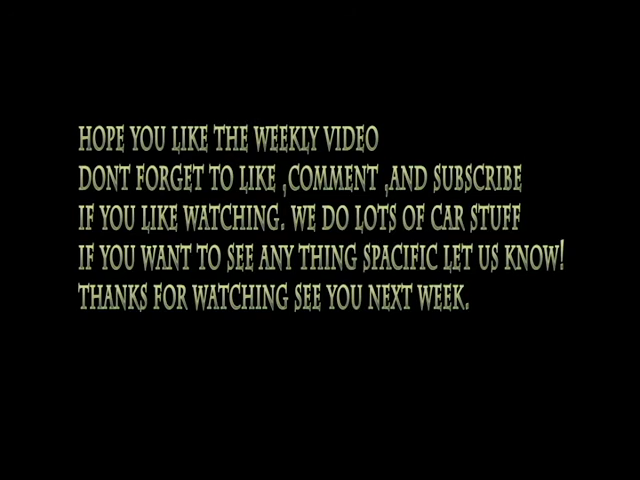 HOPE YOU LIKE THE WEEKLY VIDEO
DONT FORGET TO LIKE ,COMMENT ,AND SUBSCRIBE
IF YOU LIKE WATCHING. WE DO LOTS OF CAR STUFF
IF YOU WANT TO SEE ANY THING SPACIFIC LET US KNOW!
THANKS FOR WATCHING SEE YOU NEXT WEEK.